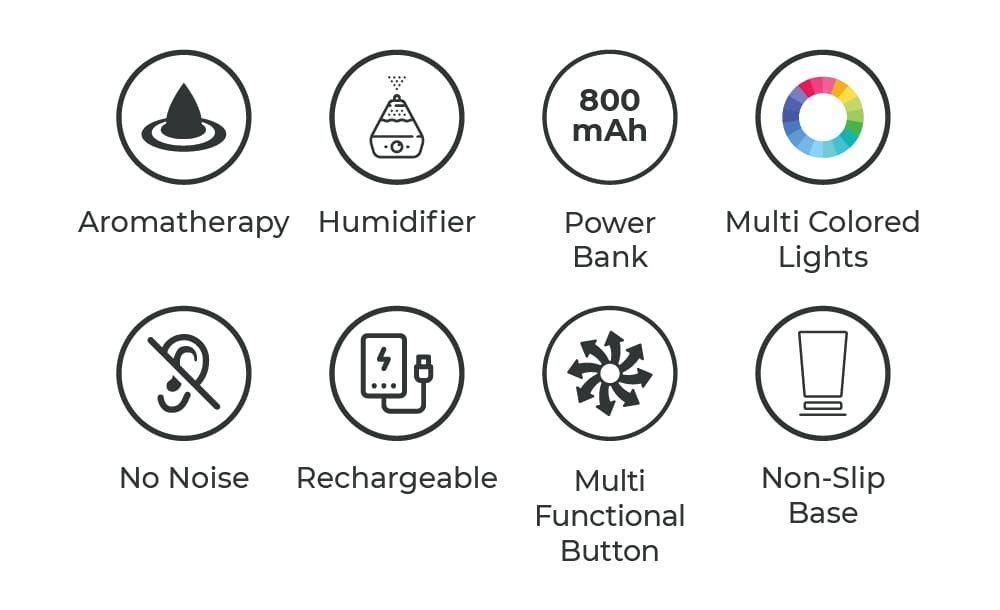 800
mAh
Aromatherapy
Humidifier
Power
Bank
Multi Colored
Lights
No Noise
Rechargeable
Multi
Functional
Button
Non-Slip
Base